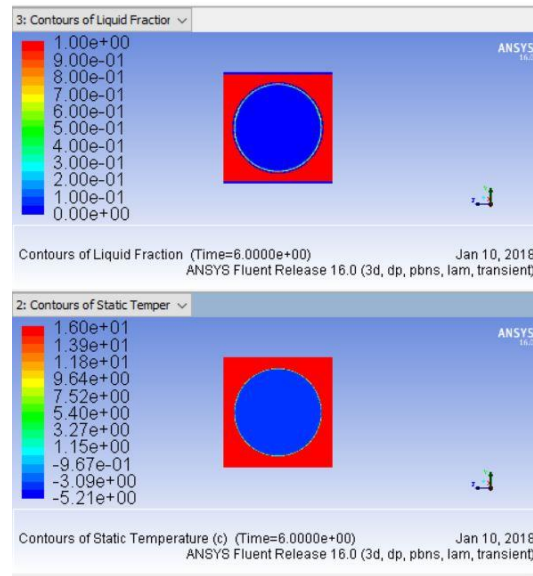 3: Contours of Liquid Fractior
1.00e+00
9.00e-01
8.00e-01
7.00e-01
6.00e-01
5.00e-01
4.00e-01
3.00e-01
2.00e-01
1.00e-01
0.00e+00
ANSYS
Contours of Liquid Fraction (Time=6.0000e+00)
Jan 10, 2018
ANSYS Fluent Release 16.0 (3d, dp, pbns, lam, transient)
2: Contours of Static Temper
1.60e+01
1.39e+01
1.18e+01
9.64e+00
7.52e+00
5.40e+00
3.27e+00
1.15e+00
-9.67e-01
-3.09e+00
-5.21e+00
ANSYS
Contours of Static Temperature (c) (Time=6.0000e+00)
Jan 10, 2018
ANSYS Fluent Release 16.0 (3d, dp, pbns, lam, transient)